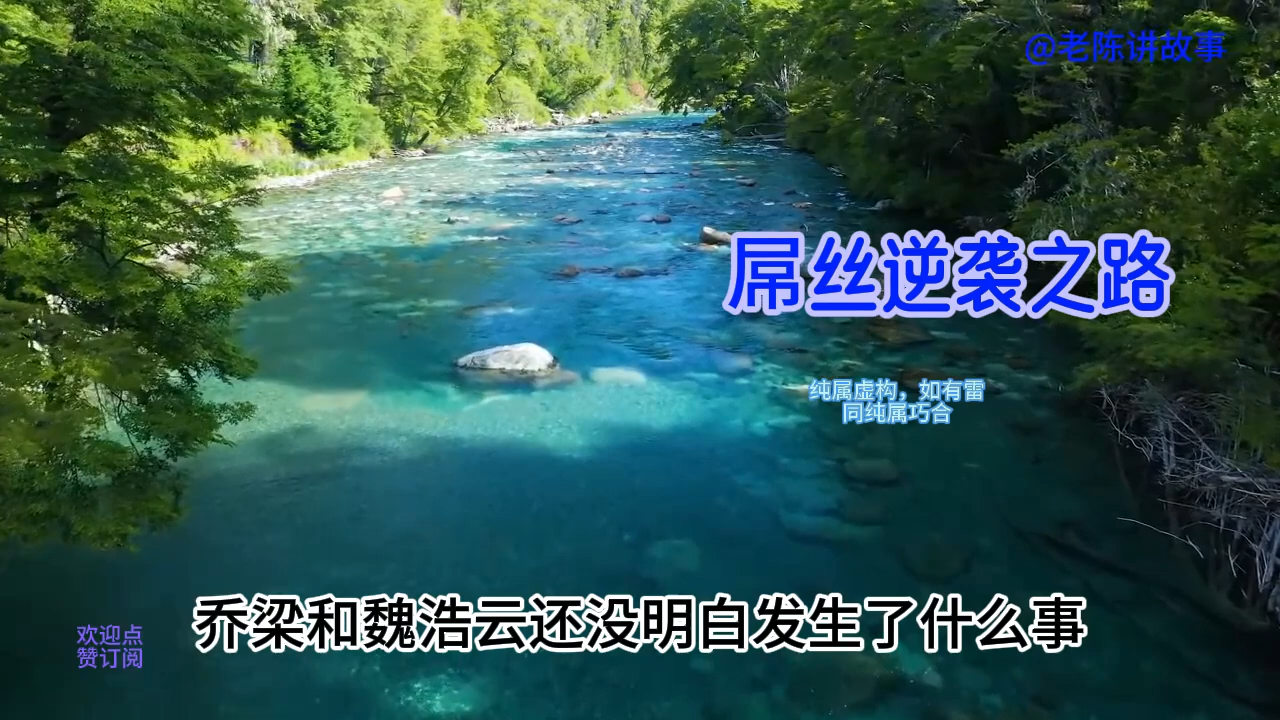 @老陈讲故事
屌丝逆袭之路
纯属虚构，如有雷
同纯属巧合
乔梁和魏浩云还没明白发生了什么事
欢迎点
赞订阅